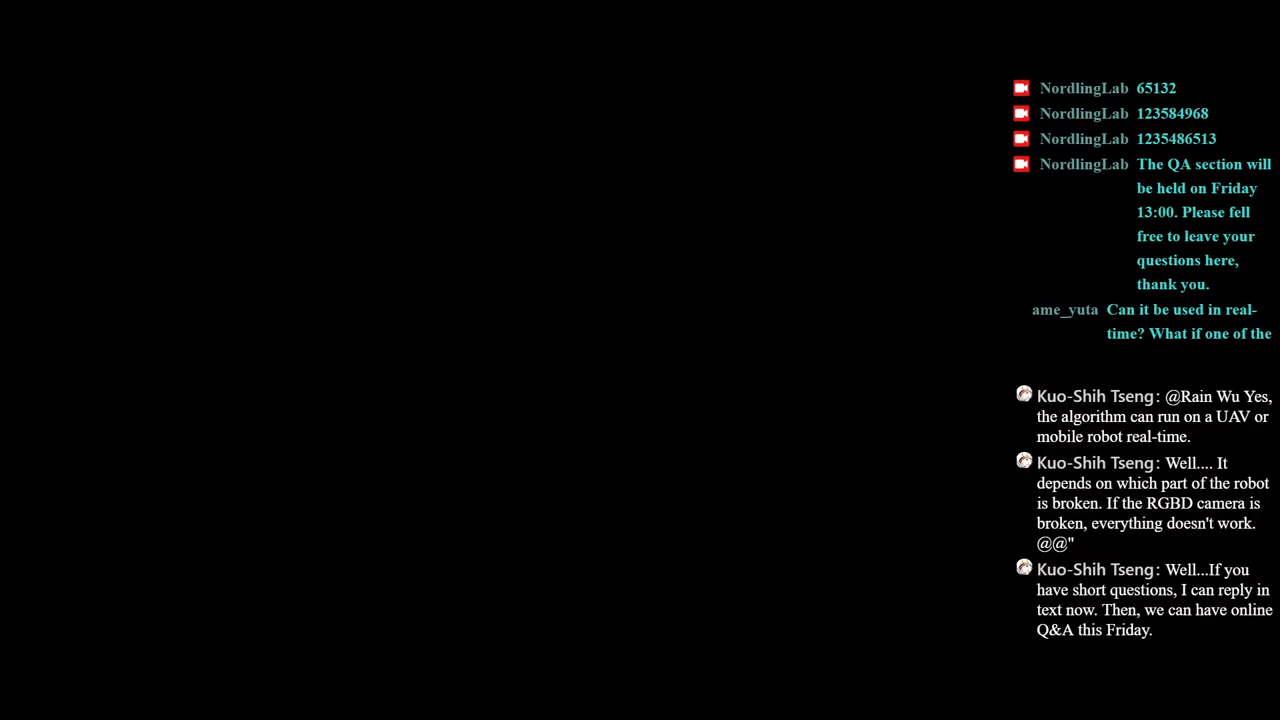 NordlingLab 65132
NordlingLab 123584968
NordlingLab 1235486513
NordlingLab The QA section will
be held on Friday
13:00. Please fell
free to leave your
questions here,
thank you.
ame_yuta Can it be used in real-
time? What if one of the
Kuo-Shih Tseng: @Rain Wu Yes,
the algorithm can run on a UAV or
mobile robot real-time.
Kuo-Shih Tseng: Well.... It
depends on which part of the robot
is broken. If the RGBD camera is
broken, everything doesn't work.
@@"
Kuo-Shih Tseng: Well...If you
have short questions, I can reply in
text now. Then, we can have online
Q&A this Friday.